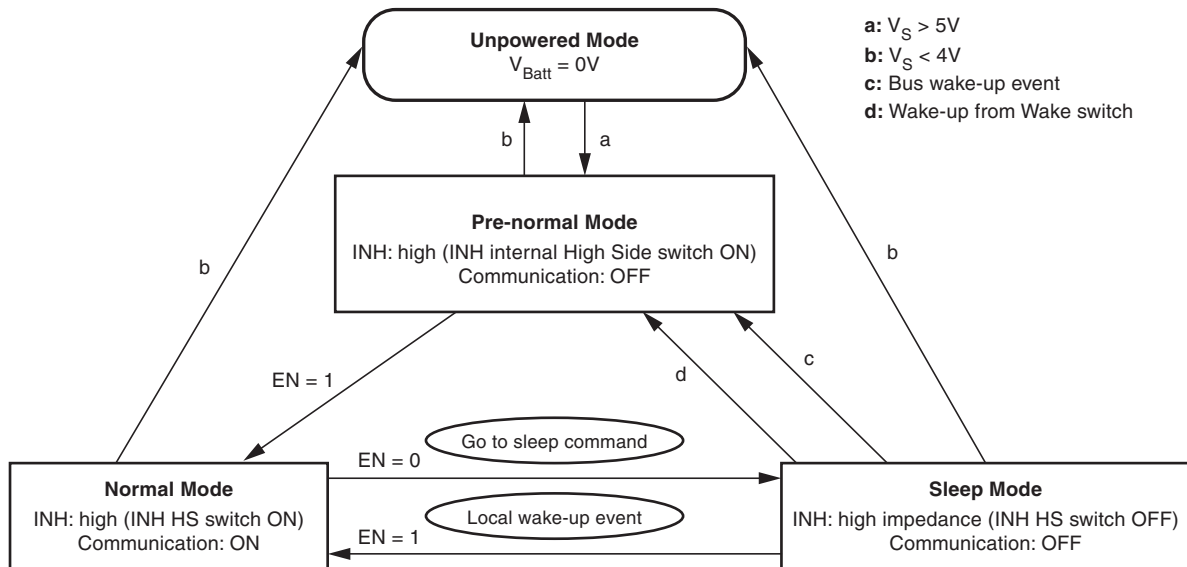 Unpowered Mode
V_Batt = 0V
a: V_S > 5V
b: V_S < 4V
c: Bus wake-up event
d: Wake-up from Wake switch
b
a
Pre-normal Mode
INH: high (INH internal High Side switch ON)
Communication: OFF
b
b
EN = 1
d
c
Go to sleep command
EN = 0
Normal Mode
INH: high (INH HS switch ON)
Communication: ON
Local wake-up event
EN = 1
Sleep Mode
INH: high impedance (INH HS switch OFF)
Communication: OFF